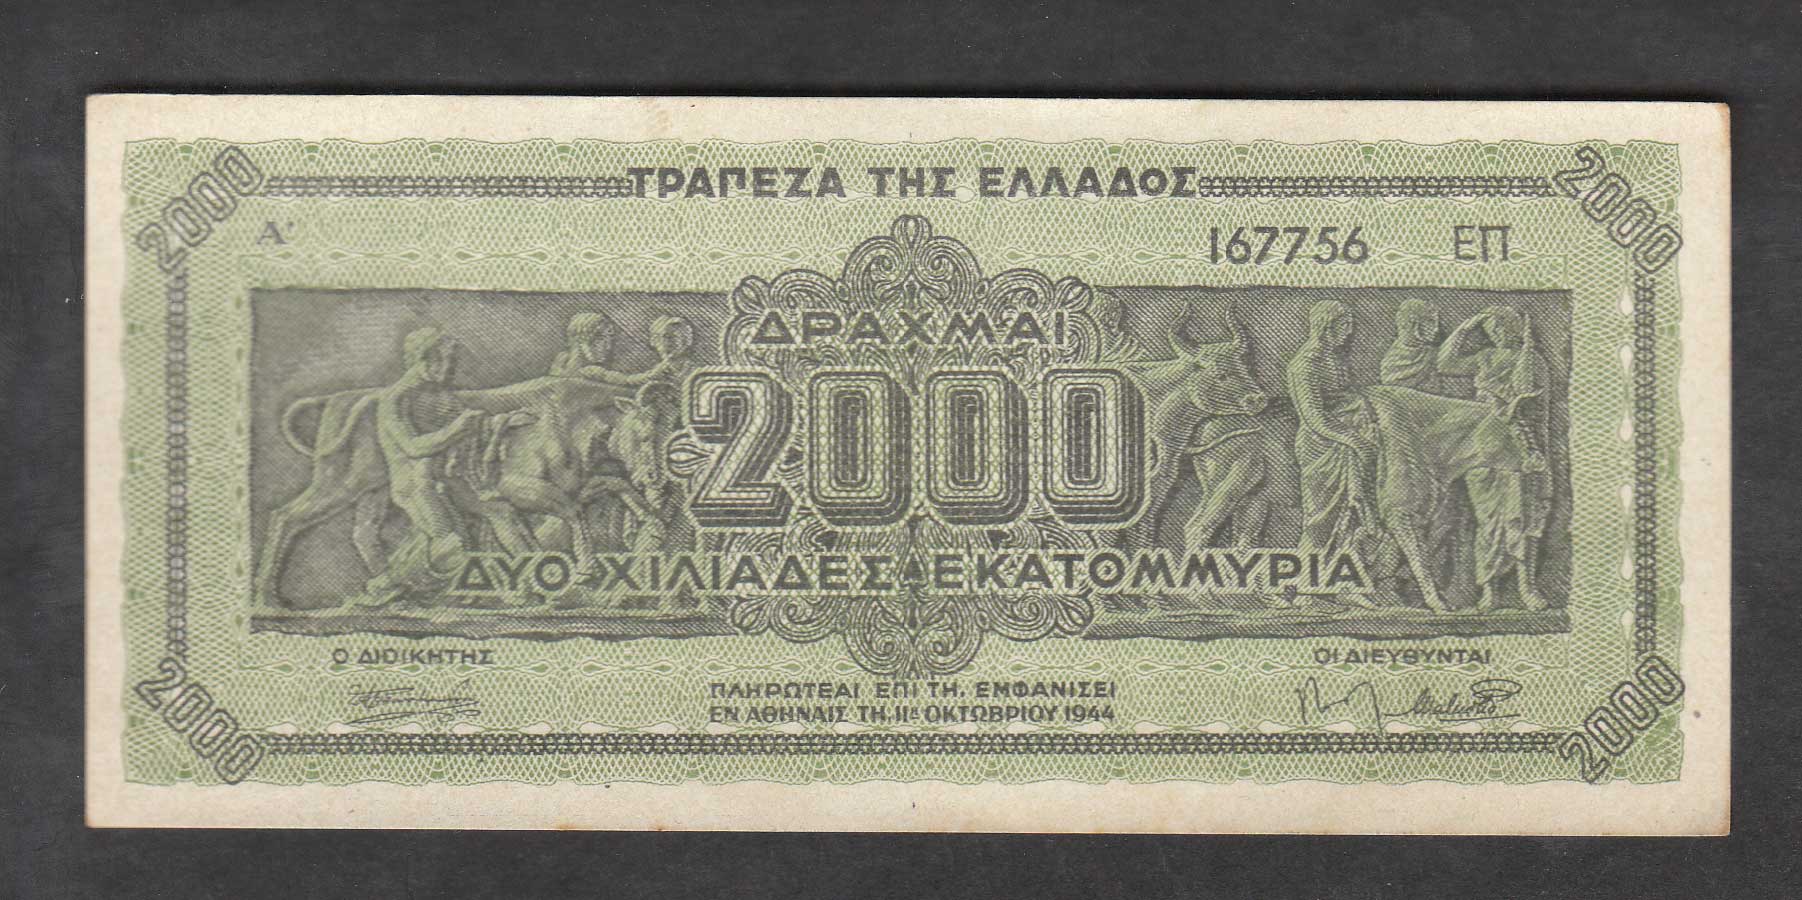 2000 2000
ΤΡΑΠΕΖΑ ΤΗΣ ΕΛΛΑΔΟΣ
Α' 167756 ΕΠ
ΔΡΑΧΜΑΙ
2000
ΔΥΟ ΧΙΛΙΑΔΕΣ ΕΚΑΤΟΜΜΥΡΙΑ
Ο ΔΙΟΙΚΗΤΗΣ ΟΙ ΔΙΕΥΘΥΝΤΑΙ
ΠΛΗΡΩΤΕΑΙ ΕΠΙ ΤΗ. ΕΜΦΑΝΙΣΕΙ
ΕΝ ΑΘΗΝΑΙΣ ΤΗ. 11ῃ ΟΚΤΩΒΡΙΟΥ 1944
2000 2000